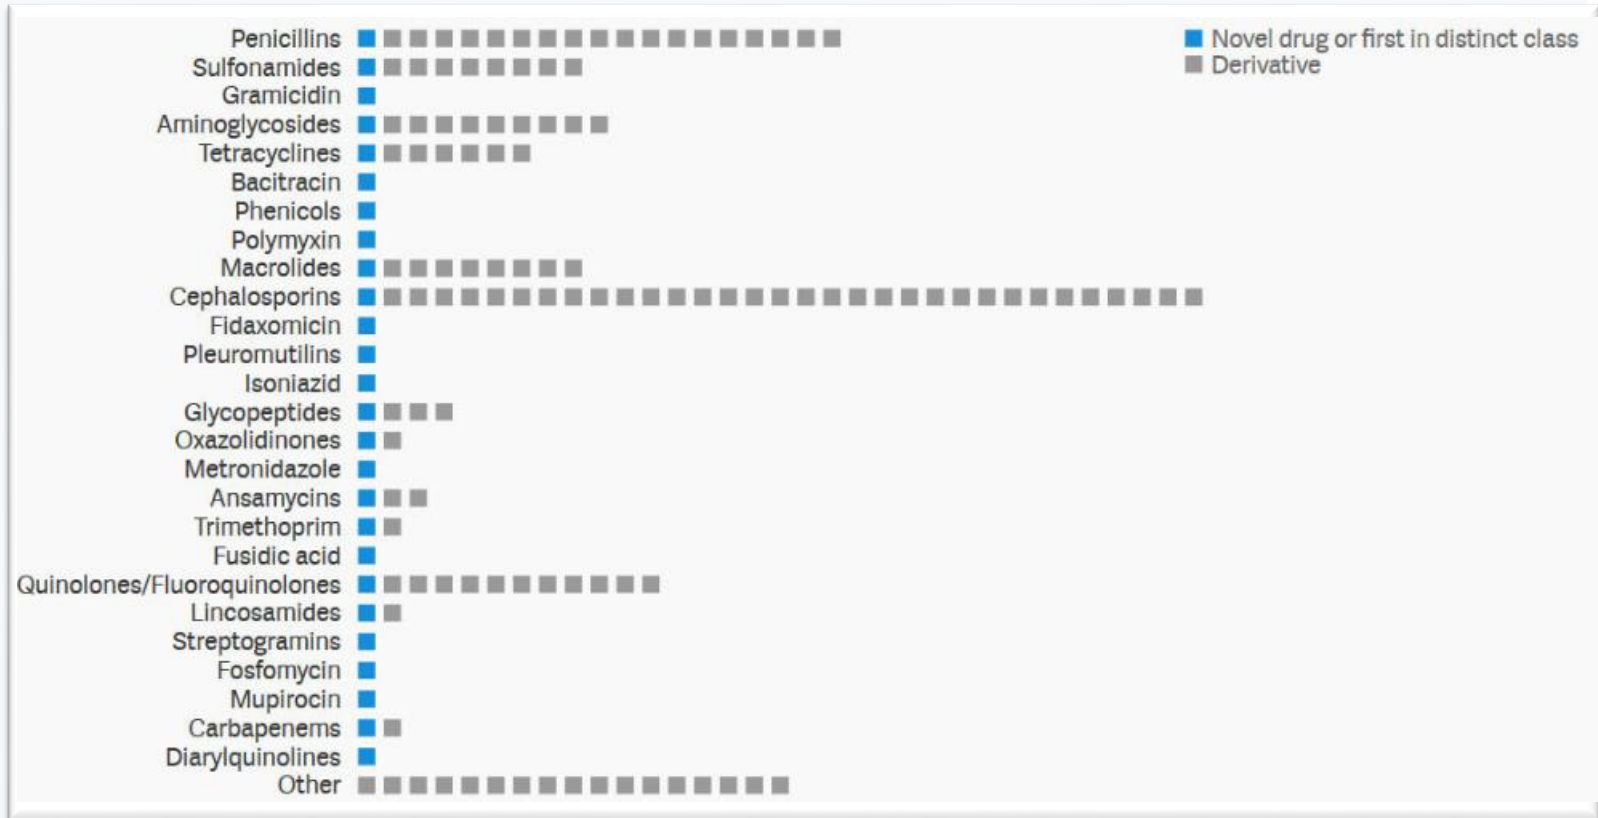 Penicillins
Novel drug or first in distinct class
Sulfonamides
Derivative
Gramicidin
Aminoglycosides
Tetracyclines
Bacitracin
Phenicols
Polymyxin
Macrolides
Cephalosporins
Fidaxomicin
Pleuromutilins
Isoniazid
Glycopeptides
Oxazolidinones
Metronidazole
Ansamycins
Trimethoprim
Fusidic acid
Quinolones/Fluoroquinolones
Lincosamides
Streptogramins
Fosfomycin
Mupirocin
Carbapenems
Diarylquinolines
Other